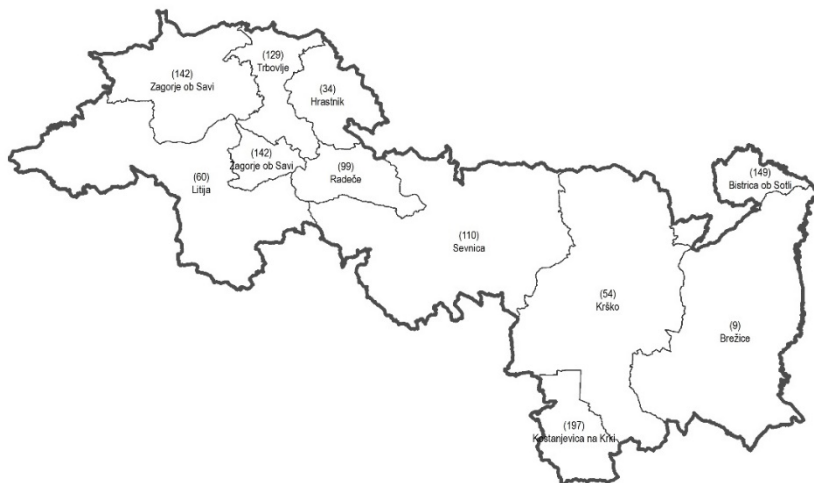 (142)
Zagorje ob Savi
(129)
Trbovlje
(34)
Hrastnik
(142)
Zagorje ob Savi
(99)
Radeče
(60)
Litija
(149)
Bistrica ob Sotli
(110)
Sevnica
(54)
Krško
(9)
Brežice
(197)
Kostanjevica na Krki